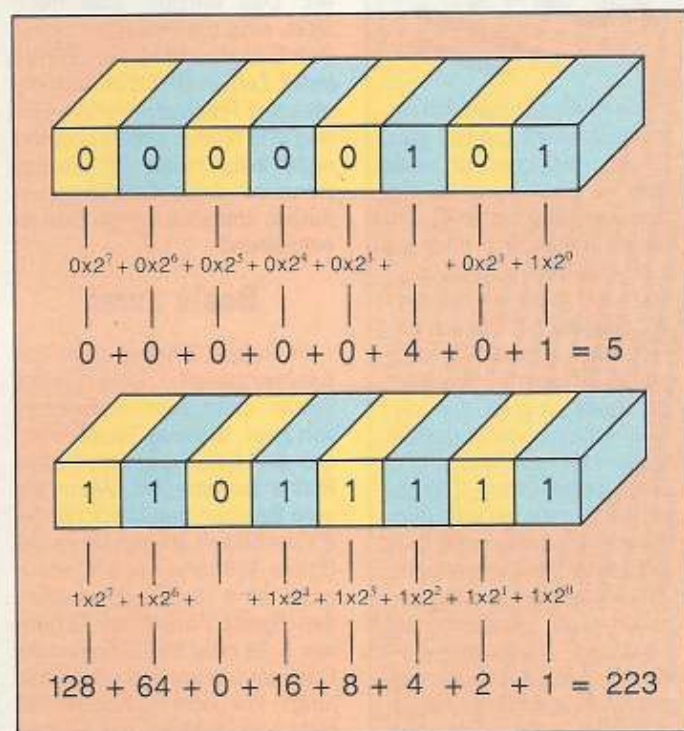 0 0 0 0 0 1 0 1
0x2⁷ + 0x2⁶ + 0x2⁵ + 0x2⁴ + 0x2³ + + 0x2¹ + 1x2⁰
0 + 0 + 0 + 0 + 0 + 4 + 0 + 1 = 5
1 1 0 1 1 1 1 1
1x2⁷ + 1x2⁶ + + 1x2⁴ + 1x2³ + 1x2² + 1x2¹ + 1x2⁰
128 + 64 + 0 + 16 + 8 + 4 + 2 + 1 = 223